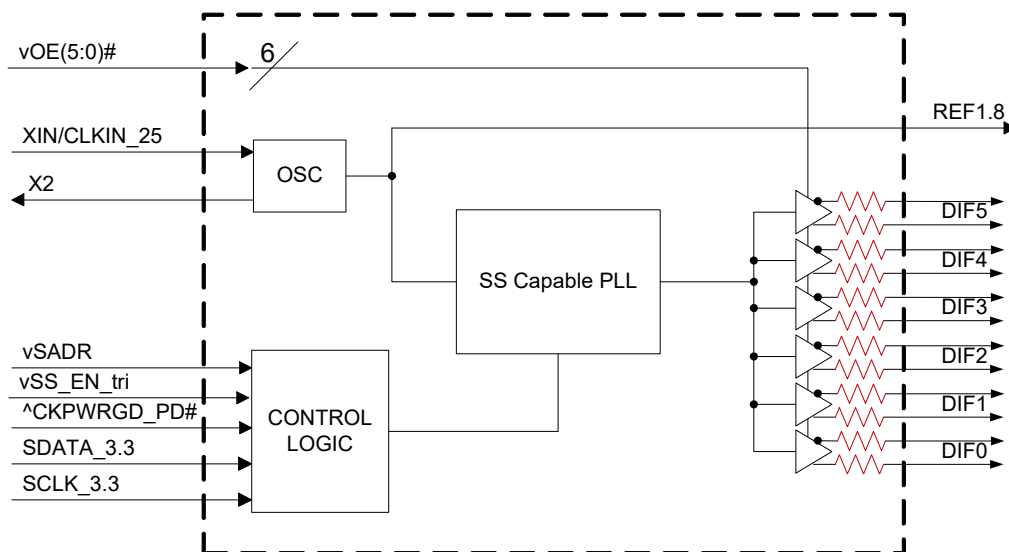 vOE(5:0)#
6
REF1.8
XIN/CLKIN_25
OSC
X2
DIF5
DIF4
SS Capable PLL
DIF3
vSADR
DIF2
vSS_EN_tri
^CKPWRGD_PD#
DIF1
CONTROL
LOGIC
SDATA_3.3
DIF0
SCLK_3.3